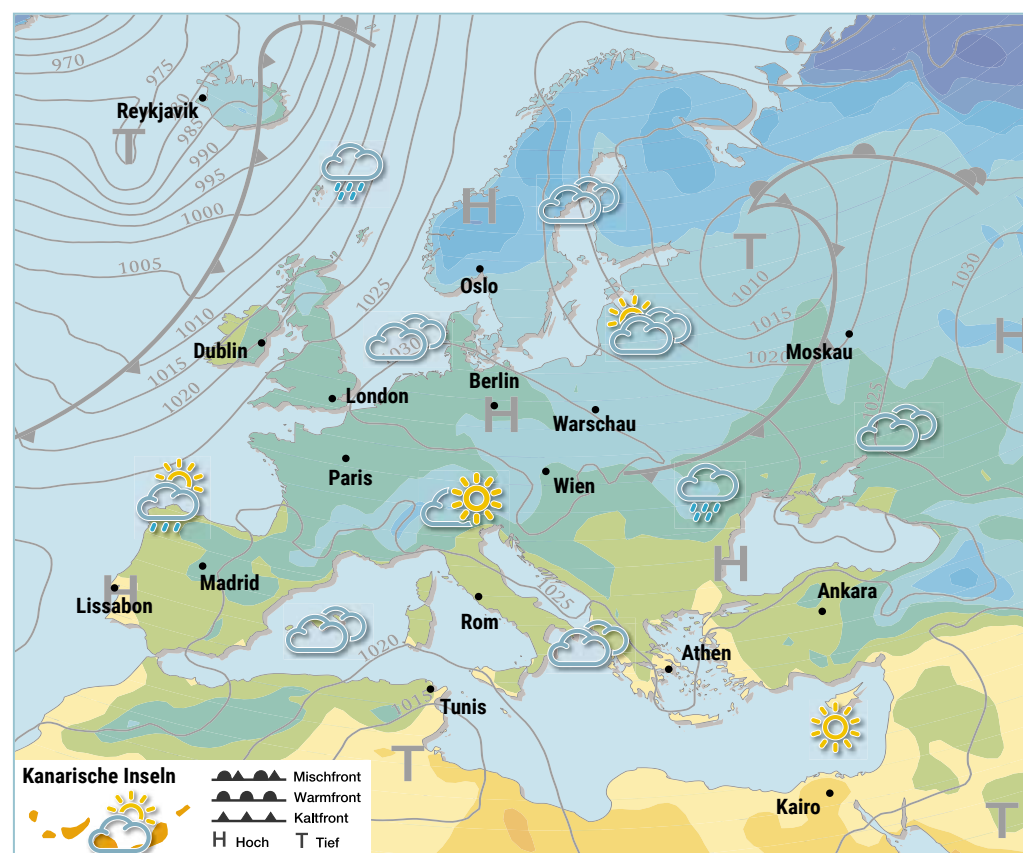 970
975
980
Reykjavik
T
985
990
995
1000
1005
H
T
1010
1030
Oslo
1025
1010
1015
1015
1020
H
Dublin
1030
Moskau
1020
Berlin
London
H
Warschau
1025
Paris
Wien
H
Madrid
H
Lissabon
Ankara
1025
Rom
1020
Athen
1015
Tunis
T
Kairo
T
Kanarische Inseln
Mischfront
Warmfront
Kaltfront
H Hoch T Tief